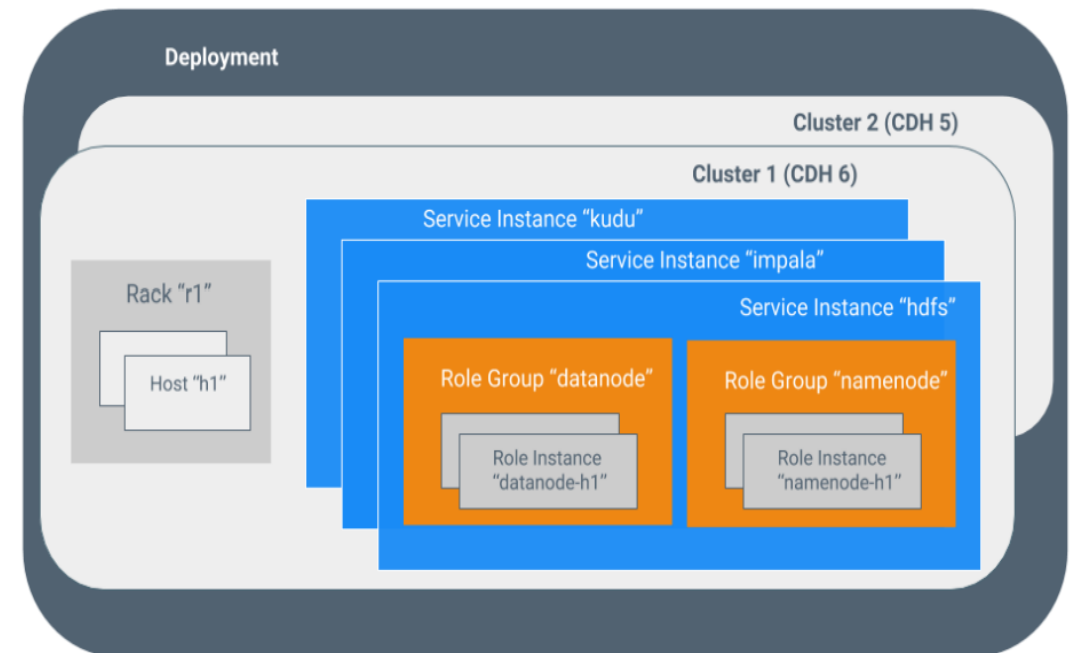 Deployment
Cluster 2 (CDH 5)
Cluster 1 (CDH 6)
Service Instance “kudu”
Service Instance “impala”
Service Instance “hdfs”
Rack “r1”
Host “h1”
Role Group “datanode”
Role Instance
“datanode-h1”
Role Group “namenode”
Role Instance
“namenode-h1”